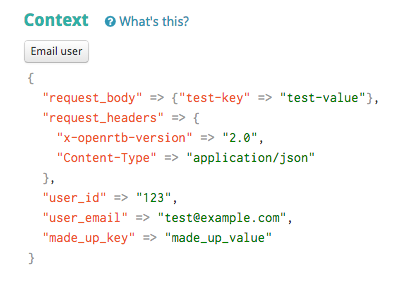 Context ? What's this?
Email user
{
"request_body" => {"test-key" => "test-value"},
"request_headers" => {
"x-openrtb-version" => "2.0",
"Content-Type" => "application/json"
},
"user_id" => "123",
"user_email" => "test@example.com",
"made_up_key" => "made_up_value"
}